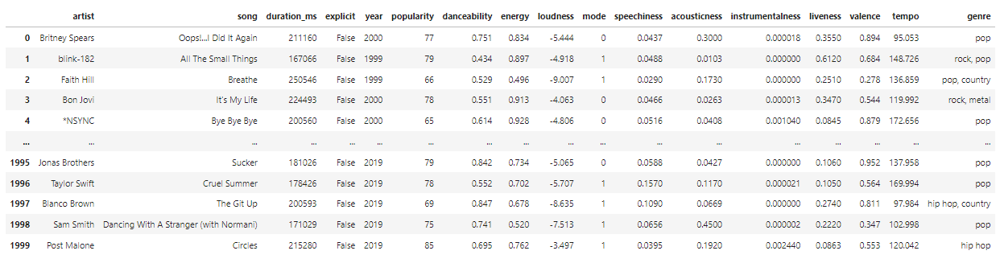 artist song duration_ms explicit year popularity danceability energy loudness mode speechiness acousticness instrumentalness liveness valence tempo genre
0 Britney Spears Oops!...I Did It Again 211160 False 2000 77 0.751 0.834 -5.444 0 0.0437 0.3000 0.000018 0.3550 0.894 95.053 pop
1 blink-182 All The Small Things 167066 False 1999 79 0.434 0.897 -4.918 1 0.0488 0.0103 0.000000 0.6120 0.684 148.726 rock, pop
2 Faith Hill Breathe 250546 False 1999 66 0.529 0.496 -9.007 1 0.0290 0.1730 0.000000 0.2510 0.278 136.859 pop, country
3 Bon Jovi It's My Life 224493 False 2000 78 0.551 0.913 -4.063 0 0.0466 0.0263 0.000013 0.3470 0.544 119.992 rock, metal
4 *NSYNC Bye Bye Bye 200560 False 2000 65 0.614 0.928 -4.806 0 0.0516 0.0408 0.001040 0.0845 0.879 172.656 pop
... ... ... ... ... ... ... ... ... ... ... ... ... ... ... ... ... ...
1995 Jonas Brothers Sucker 181026 False 2019 79 0.842 0.734 -5.065 0 0.0588 0.0427 0.000000 0.1060 0.952 137.958 pop
1996 Taylor Swift Cruel Summer 178426 False 2019 78 0.552 0.702 -5.707 1 0.1570 0.1170 0.000021 0.1050 0.564 169.994 pop
1997 Blanco Brown The Git Up 200593 False 2019 69 0.847 0.678 -8.635 1 0.1090 0.0669 0.000000 0.2740 0.811 97.984 hip hop, country
1998 Sam Smith Dancing With A Stranger (with Normani) 171029 False 2019 75 0.741 0.520 -7.513 1 0.0656 0.4500 0.000002 0.2220 0.347 102.998 pop
1999 Post Malone Circles 215280 False 2019 85 0.695 0.762 -3.497 1 0.0395 0.1920 0.002440 0.0863 0.553 120.042 hip hop